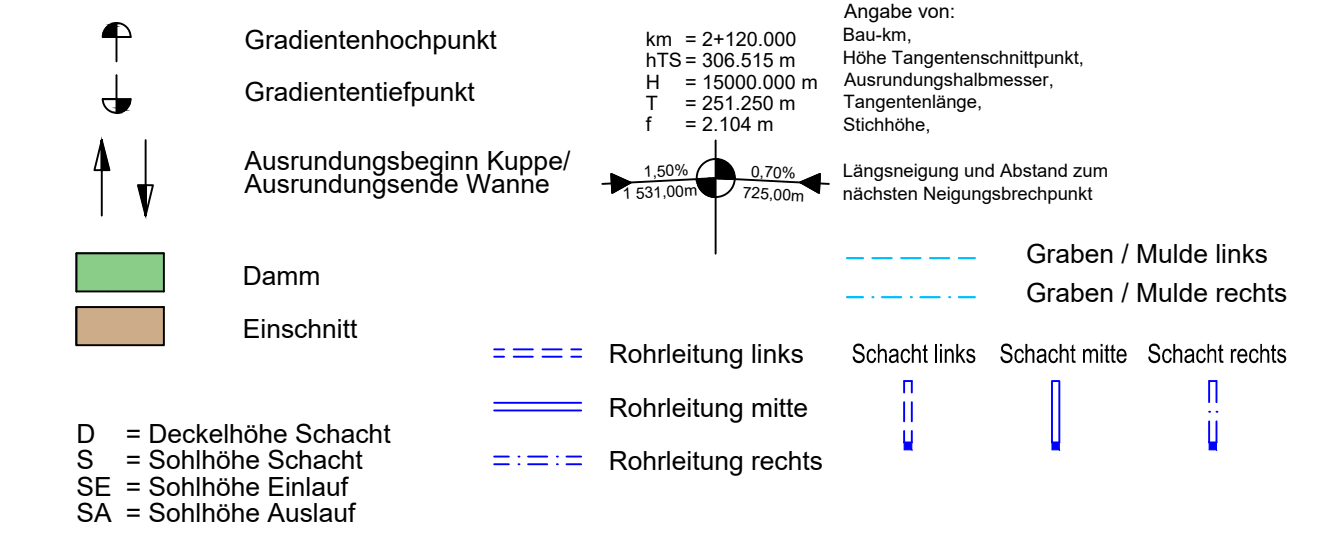 Gradientenhochpunkt
Gradiententiefpunkt
Ausrundungsbeginn Kuppe/
Ausrundungsende Wanne
Damm
Einschnitt
D = Deckelhöhe Schacht
S = Sohlhöhe Schacht
SE = Sohlhöhe Einlauf
SA = Sohlhöhe Auslauf
km = 2+120.000
hTS = 306.515 m
H = 15000.000 m
T = 251.250 m
f = 2.104 m
Angabe von:
Bau-km,
Höhe Tangentenschnittpunkt,
Ausrundungshalbmesser,
Tangentenlänge,
Stichhöhe,
1,50% 0,70%
1 531,00m 725,00m
Längsneigung und Abstand zum
nächsten Neigungsbrechpunkt
Graben / Mulde links
Graben / Mulde rechts
Rohrleitung links
Rohrleitung mitte
Rohrleitung rechts
Schacht links Schacht mitte Schacht rechts